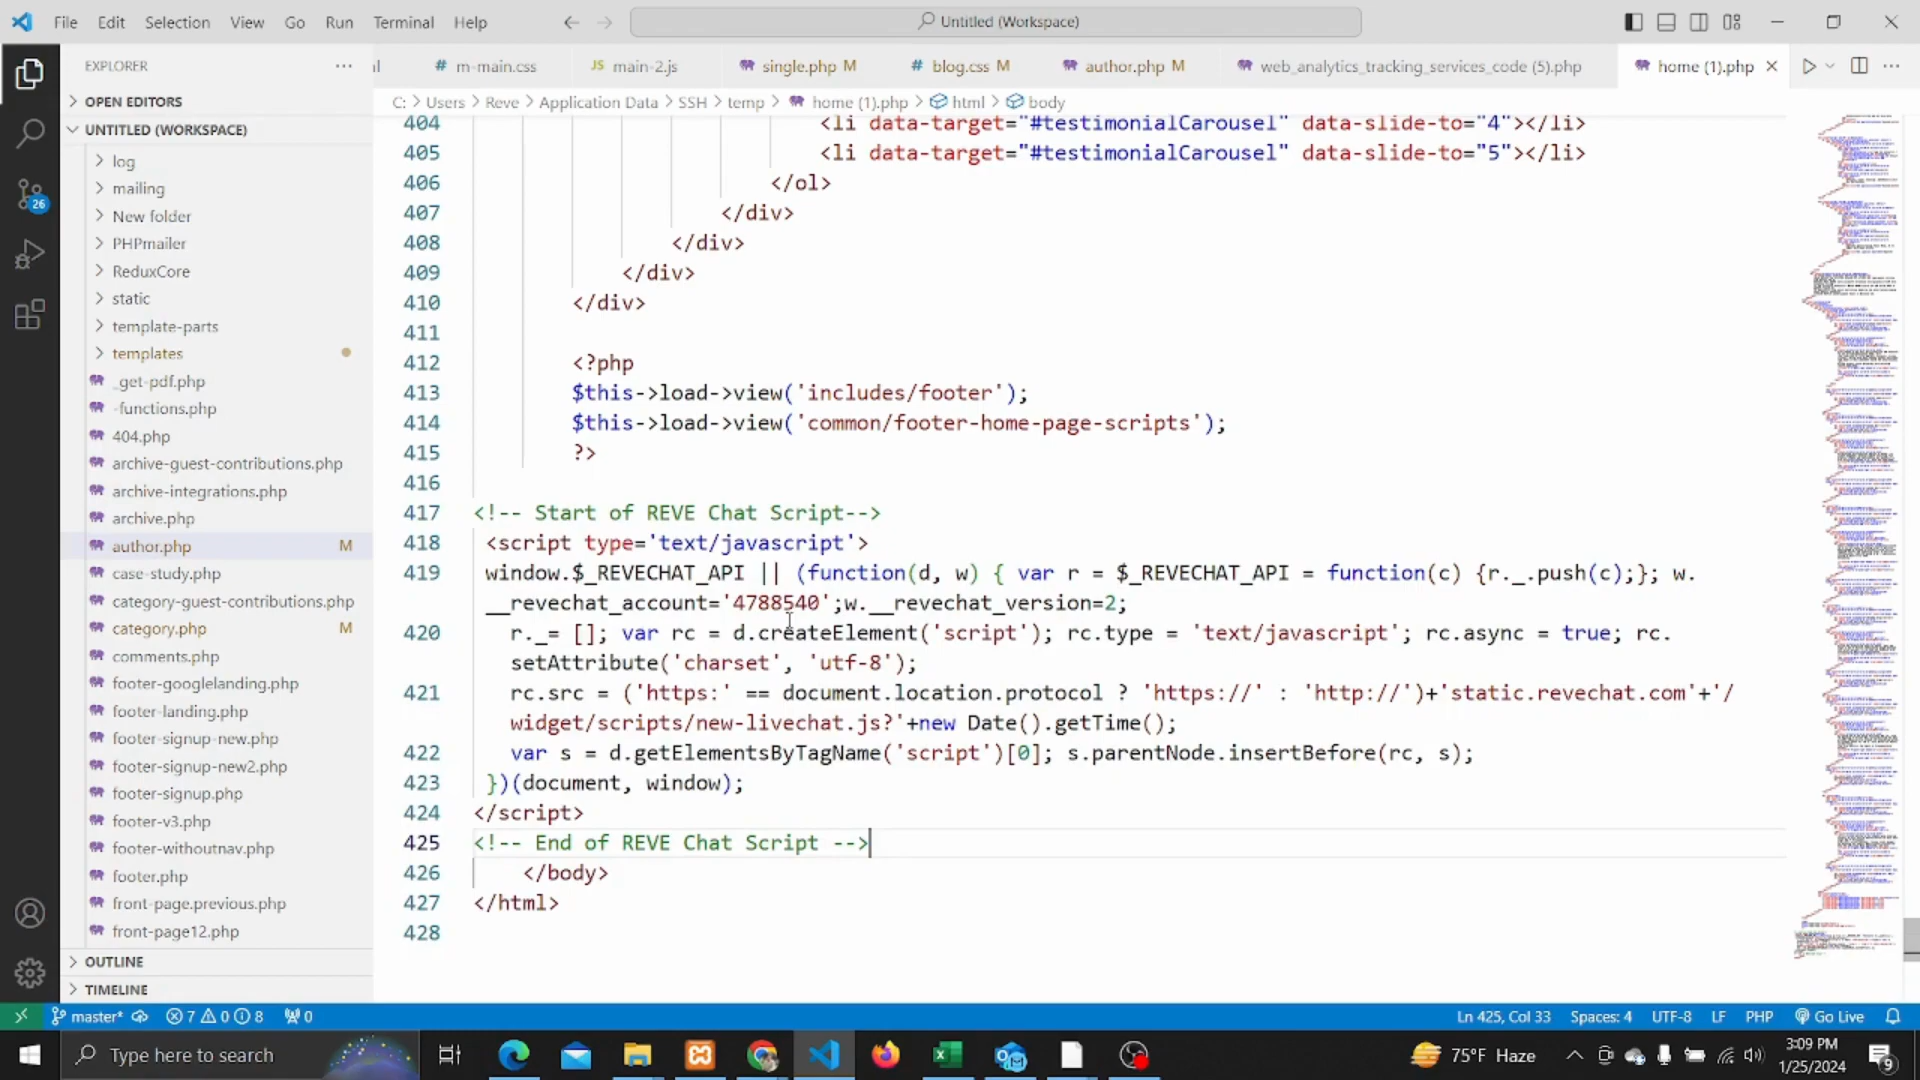 File Edit Selection View Go Run Terminal Help
Untitled (Workspace)
EXPLORER
m-main.css
JS main-2.js
single.php M
blog.css M
author.php M
web_analytics_tracking_services_code (5).php
home (1).php
OPEN EDITORS
C: > Users > Reve > Application Data > SSH > temp > home (1).php > html > body
UNTITLED (WORKSPACE)
log
mailing
New folder
PHPmailer
ReduxCore
static
template-parts
templates
_get-pdf.php
-functions.php
404.php
archive-guest-contributions.php
archive-integrations.php
archive.php
author.php M
case-study.php
category-guest-contributions.php
category.php M
comments.php
footer-googlelanding.php
footer-landing.php
footer-signup-new.php
footer-signup-new2.php
footer-signup.php
footer-v3.php
footer-withoutnav.php
footer.php
front-page.previous.php
front-page12.php
OUTLINE
TIMELINE
26
404 <li data-target="#testimonialCarousel" data-slide-to="4"></li>
405 <li data-target="#testimonialCarousel" data-slide-to="5"></li>
406 </ol>
407 </div>
408 </div>
409 </div>
410 </div>
411
412 <?php
413 $this->load->view('includes/footer');
414 $this->load->view('common/footer-home-page-scripts');
415 ?>
416
417 <!-- Start of REVE Chat Script-->
418 <script type='text/javascript'>
419 window.$_REVECHAT_API || (function(d, w) { var r = $_REVECHAT_API = function(c) {r._.push(c);}; w.
__revechat_account='4788540';w.__revechat_version=2;
420 r._= []; var rc = d.createElement('script'); rc.type = 'text/javascript'; rc.async = true; rc.
setAttribute('charset', 'utf-8');
421 rc.src = ('https:' == document.location.protocol ? 'https://' : 'http://')+'static.revechat.com'+'/
widget/scripts/new-livechat.js?'+new Date().getTime();
422 var s = d.getElementsByTagName('script')[0]; s.parentNode.insertBefore(rc, s);
423 })(document, window);
424 </script>
425 <!-- End of REVE Chat Script -->
426 </body>
427 </html>
428
master* 7 0 8 0
Ln 425, Col 33 Spaces: 4 UTF-8 LF PHP Go Live
Type here to search
75°F Haze
3:09 PM
1/25/2024
9